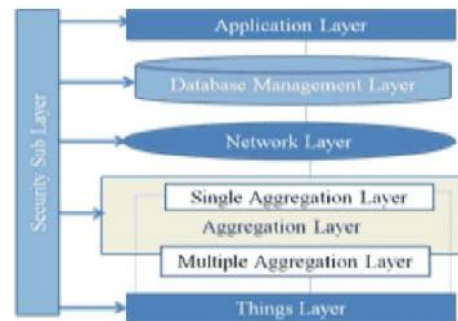 Security Sub Layer
Application Layer
Database Management Layer
Network Layer
Single Aggregation Layer
Aggregation Layer
Multiple Aggregation Layer
Things Layer